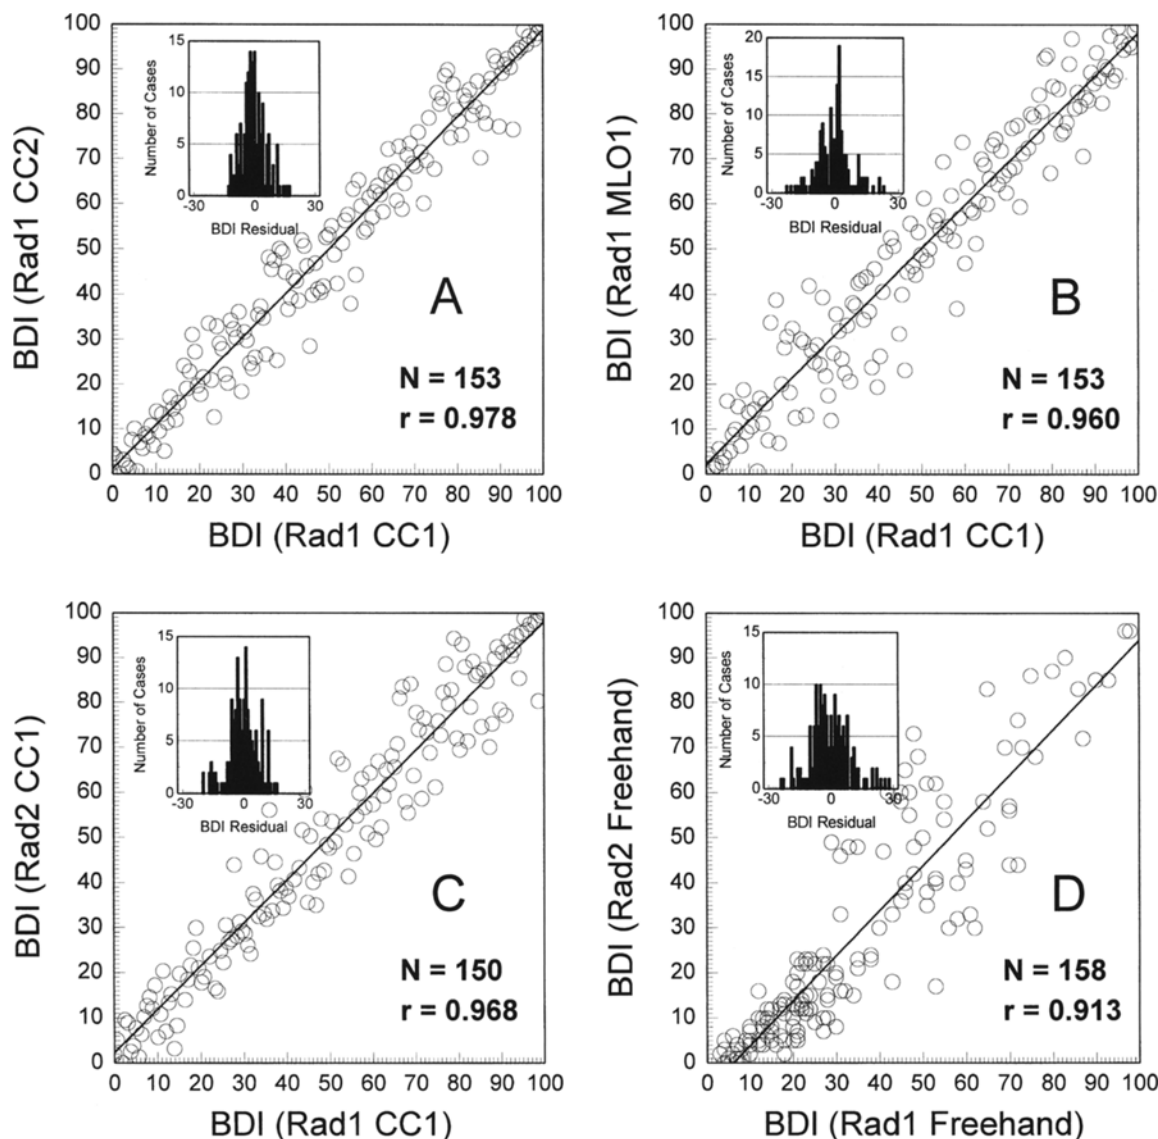 100
90
80
70
60
50
40
30
20
10
0
BDI (Rad1 CC2)
15
10
5
0
Number of Cases
-30 0 30
BDI Residual
A
N = 153
r = 0.978
0 10 20 30 40 50 60 70 80 90 100
BDI (Rad1 CC1)
100
90
80
70
60
50
40
30
20
10
0
BDI (Rad1 MLO1)
20
15
10
5
0
Number of Cases
-30 0 30
BDI Residual
B
N = 153
r = 0.960
0 10 20 30 40 50 60 70 80 90 100
BDI (Rad1 CC1)
100
90
80
70
60
50
40
30
20
10
0
BDI (Rad2 CC1)
15
10
5
0
Number of Cases
-30 0 30
BDI Residual
C
N = 150
r = 0.968
0 10 20 30 40 50 60 70 80 90 100
BDI (Rad1 CC1)
100
90
80
70
60
50
40
30
20
10
0
BDI (Rad2 Freehand)
15
10
5
0
Number of Cases
-30 0 30
BDI Residual
D
N = 158
r = 0.913
0 10 20 30 40 50 60 70 80 90 100
BDI (Rad1 Freehand)